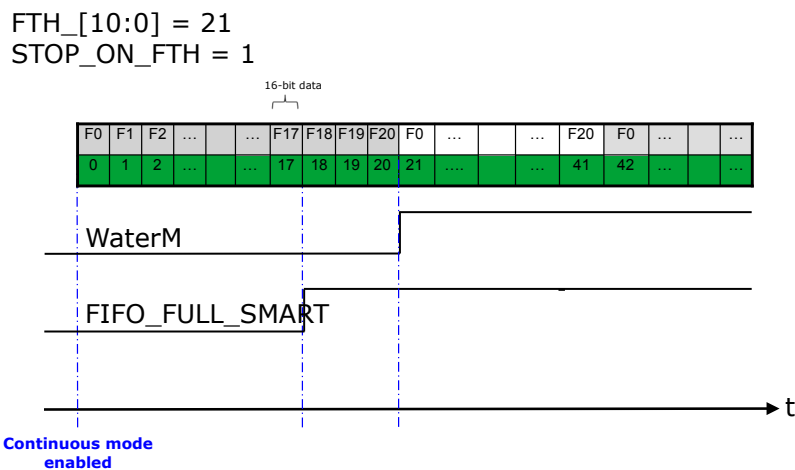 FTH_[10:0] = 21
STOP_ON_FTH = 1
16-bit data
F0 F1 F2 ... ... F17 F18 F19 F20 F0 ... ... F20 F0 ... ...
0 1 2 ... ... 17 18 19 20 21 .... ... 41 42 ... ...
WaterM
FIFO_FULL_SMART
t
Continuous mode
enabled